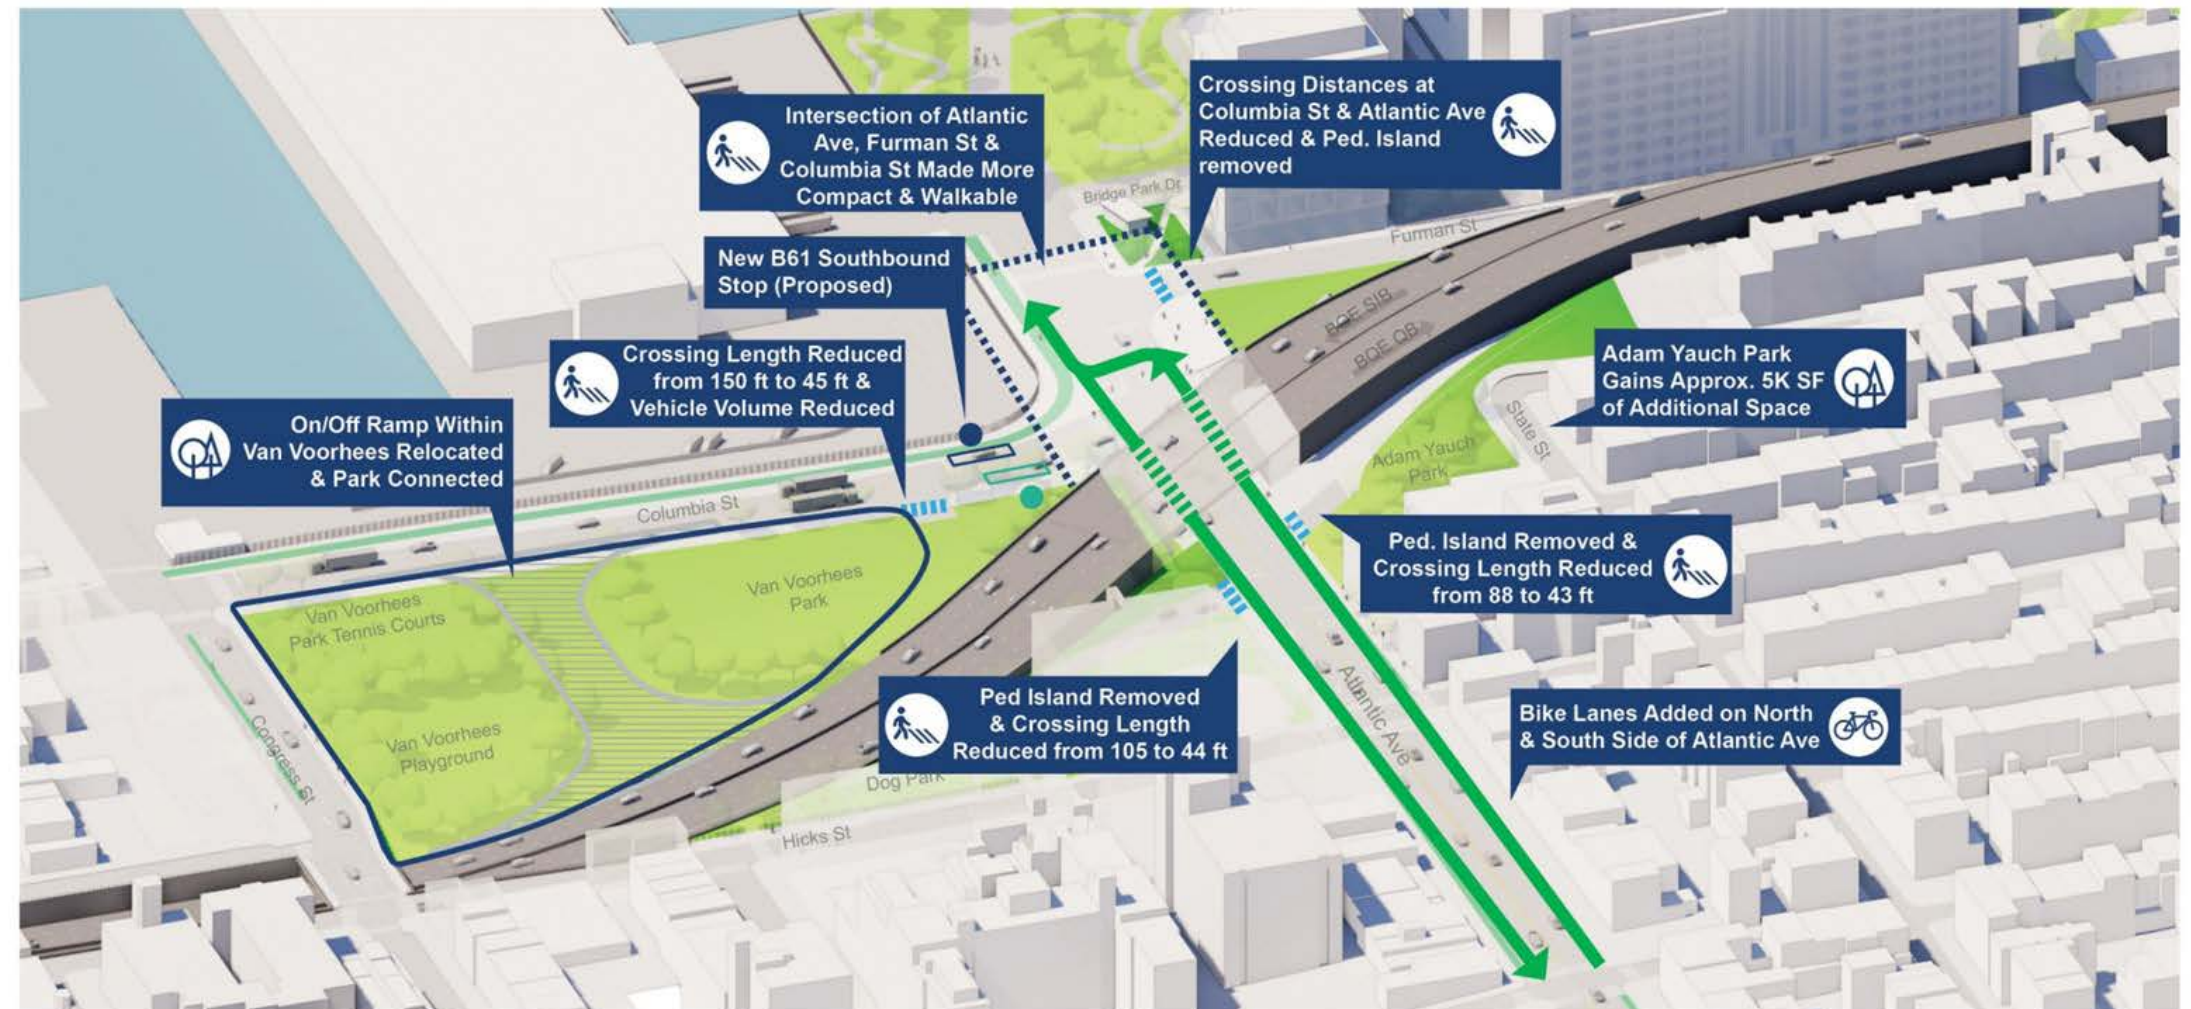 Crossing Distances at
Columbia St & Atlantic Ave
Reduced & Ped. Island
removed
Intersection of Atlantic
Ave, Furman St &
Columbia St Made More
Compact & Walkable
Bridge Park Dr
Furman St
New B61 Southbound
Stop (Proposed)
BQE SIB
BQE QB
Crossing Length Reduced
from 150 ft to 45 ft &
Vehicle Volume Reduced
Adam Yauch Park
Gains Approx. 5K SF
of Additional Space
State St
On/Off Ramp Within
Van Voorhees Relocated
& Park Connected
Adam Yauch
Park
Columbia St
Ped. Island Removed &
Crossing Length Reduced
from 88 to 43 ft
Van Voorhees
Park
Van Voorhees
Park Tennis Courts
Ped Island Removed
& Crossing Length
Reduced from 105 to 44 ft
Atlantic Ave
Bike Lanes Added on North
& South Side of Atlantic Ave
Congress St
Van Voorhees
Playground
Dog Park
Hicks St